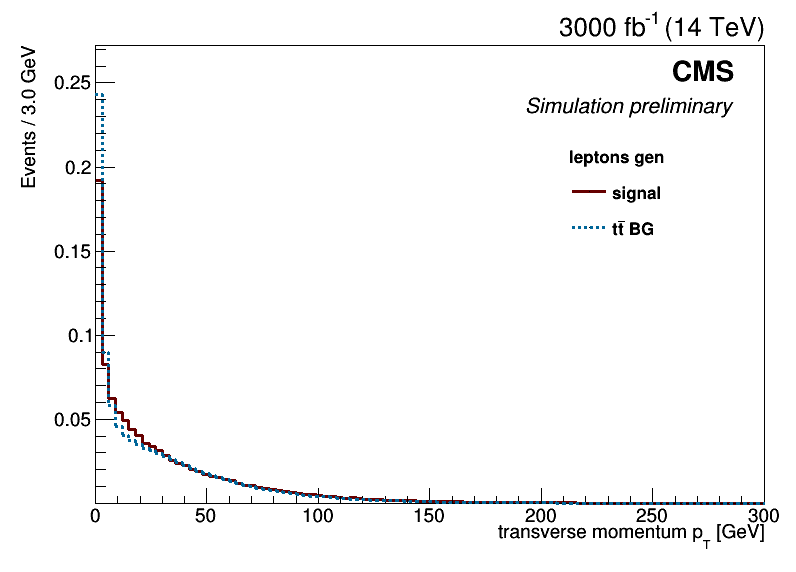 3000 fb⁻¹ (14 TeV)
Events / 3.0 GeV
CMS
Simulation preliminary
leptons gen
signal
tt̄ BG
0.25
0.2
0.15
0.1
0.05
0 50 100 150 200 250 300
transverse momentum p_T [GeV]